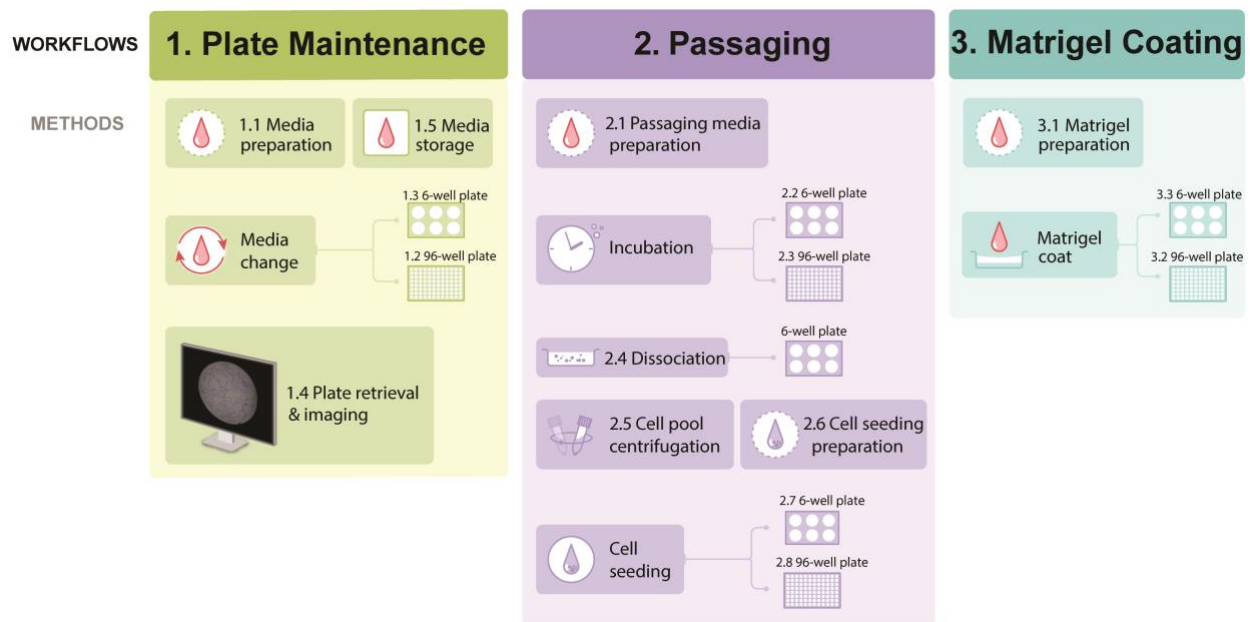 WORKFLOWS
1. Plate Maintenance
2. Passaging
3. Matrigel Coating
METHODS
1.1 Media
preparation
1.5 Media
storage
1.3 6-well plate
Media
change
1.2 96-well plate
1.4 Plate retrieval
& imaging
2.1 Passaging media
preparation
2.2 6-well plate
Incubation
2.3 96-well plate
6-well plate
2.4 Dissociation
2.5 Cell pool
centrifugation
2.6 Cell seeding
preparation
2.7 6-well plate
Cell
seeding
2.8 96-well plate
3.1 Matrigel
preparation
3.3 6-well plate
Matrigel
coat
3.2 96-well plate